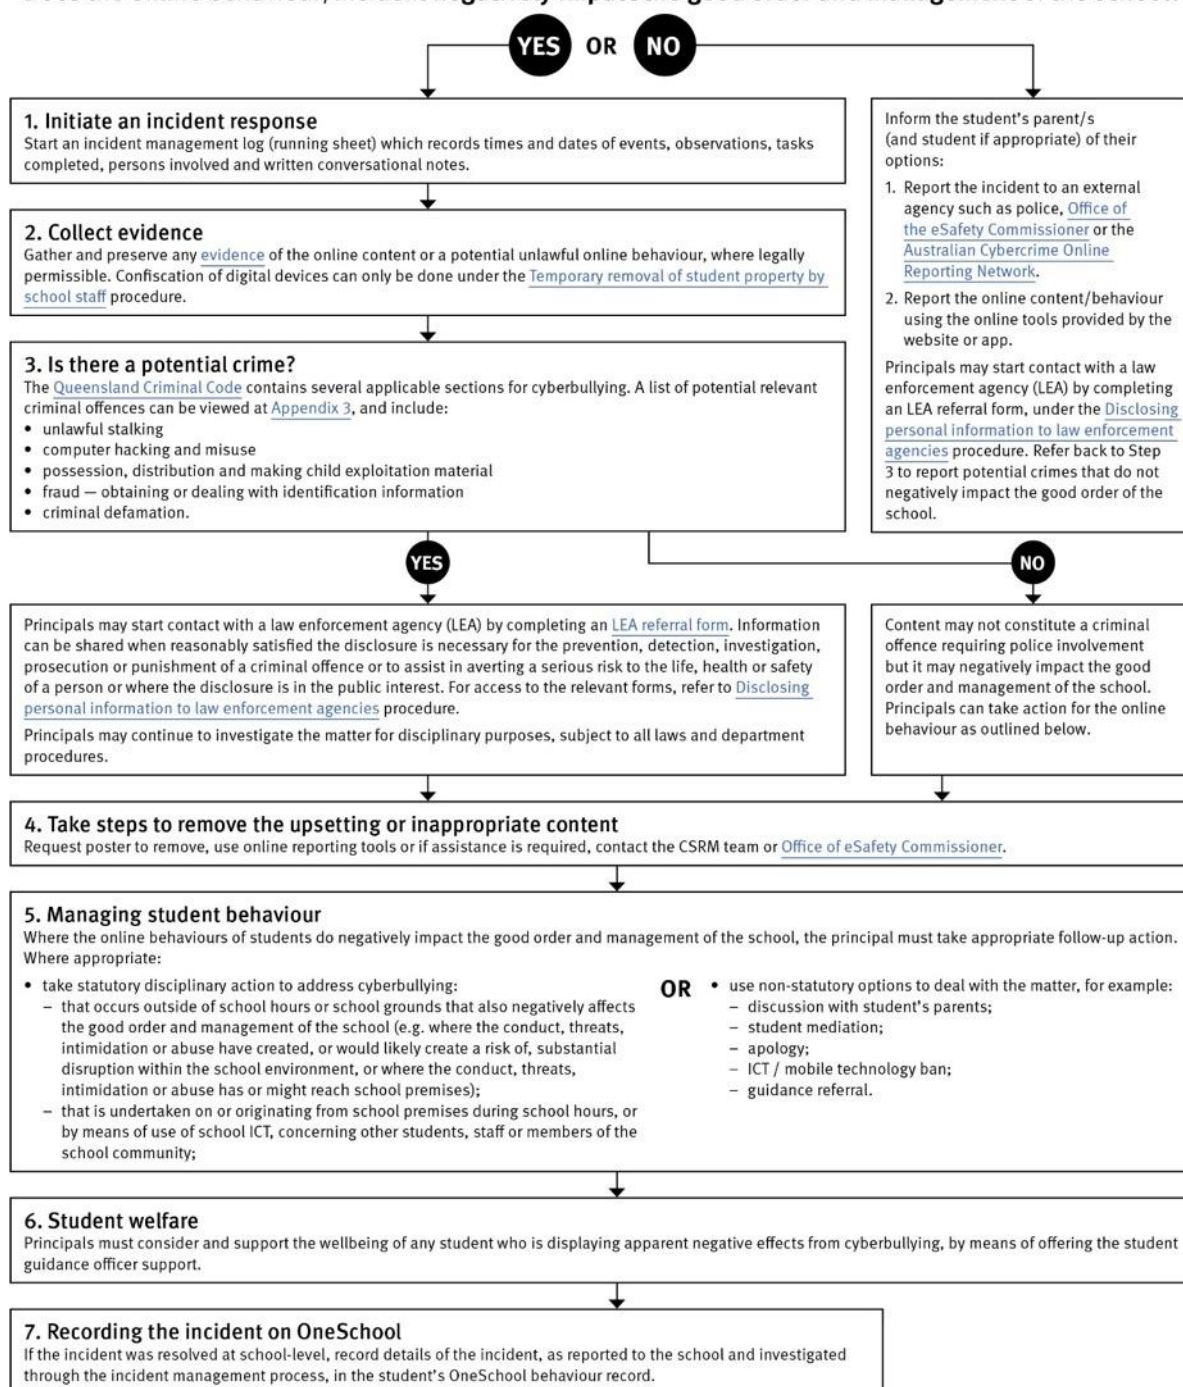 YES OR NO
1. Initiate an incident response
Start an incident management log (running sheet) which records times and dates of events, observations, tasks
completed, persons involved and written conversational notes.
2. Collect evidence
Gather and preserve any evidence of the online content or a potential unlawful online behaviour, where legally
permissible. Confiscation of digital devices can only be done under the Temporary removal of student property by
school staff procedure.
3. Is there a potential crime?
The Queensland Criminal Code contains several applicable sections for cyberbullying. A list of potential relevant
criminal offences can be viewed at Appendix 3, and include:
• unlawful stalking
• computer hacking and misuse
• possession, distribution and making child exploitation material
• fraud — obtaining or dealing with identification information
• criminal defamation.
Inform the student's parent/s
(and student if appropriate) of their
options:
1. Report the incident to an external
agency such as police, Office of
the eSafety Commissioner or the
Australian Cybercrime Online
Reporting Network.
2. Report the online content/behaviour
using the online tools provided by the
website or app.
Principals may start contact with a law
enforcement agency (LEA) by completing
an LEA referral form, under the Disclosing
personal information to law enforcement
agencies procedure. Refer back to Step
3 to report potential crimes that do not
negatively impact the good order of the
school.
YES
NO
Principals may start contact with a law enforcement agency (LEA) by completing an LEA referral form. Information
can be shared when reasonably satisfied the disclosure is necessary for the prevention, detection, investigation,
prosecution or punishment of a criminal offence or to assist in averting a serious risk to the life, health or safety
of a person or where the disclosure is in the public interest. For access to the relevant forms, refer to Disclosing
personal information to law enforcement agencies procedure.
Principals may continue to investigate the matter for disciplinary purposes, subject to all laws and department
procedures.
Content may not constitute a criminal
offence requiring police involvement
but it may negatively impact the good
order and management of the school.
Principals can take action for the online
behaviour as outlined below.
4. Take steps to remove the upsetting or inappropriate content
Request poster to remove, use online reporting tools or if assistance is required, contact the CSRM team or Office of eSafety Commissioner.
5. Managing student behaviour
Where the online behaviours of students do negatively impact the good order and management of the school, the principal must take appropriate follow-up action.
Where appropriate:
• take statutory disciplinary action to address cyberbullying:
– that occurs outside of school hours or school grounds that also negatively affects
the good order and management of the school (e.g. where the conduct, threats,
intimidation or abuse have created, or would likely create a risk of, substantial
disruption within the school environment, or where the conduct, threats,
intimidation or abuse has or might reach school premises);
– that is undertaken on or originating from school premises during school hours, or
by means of use of school ICT, concerning other students, staff or members of the
school community;
OR
• use non-statutory options to deal with the matter, for example:
– discussion with student's parents;
– student mediation;
– apology;
– ICT / mobile technology ban;
– guidance referral.
6. Student welfare
Principals must consider and support the wellbeing of any student who is displaying apparent negative effects from cyberbullying, by means of offering the student
guidance officer support.
7. Recording the incident on OneSchool
If the incident was resolved at school-level, record details of the incident, as reported to the school and investigated
through the incident management process, in the student's OneSchool behaviour record.